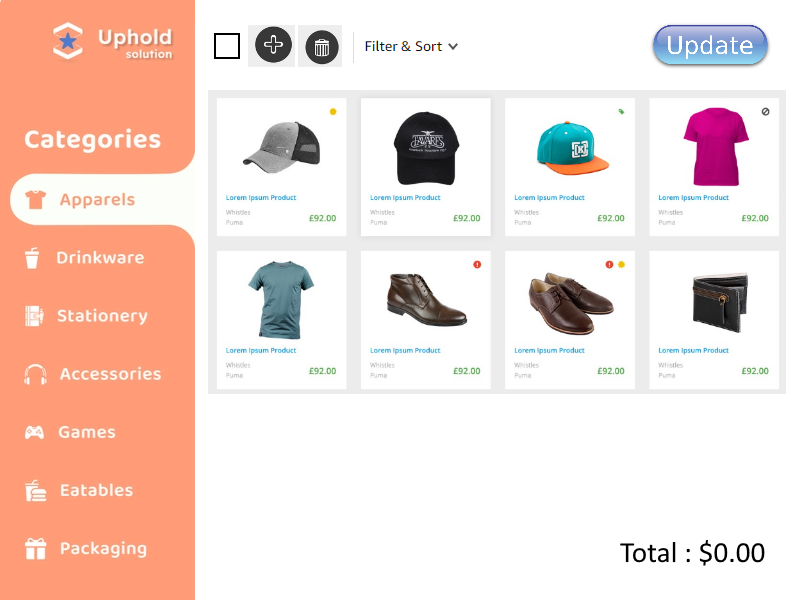 Uphold
solution
Filter & Sort
Update
Categories
Apparels
Drinkware
Stationery
Accessories
Games
Eatables
Packaging
Lorem Ipsum Product
Whistles
Puma
£92.00
TAVARES
Lorem Ipsum Product
Whistles
Puma
£92.00
Lorem Ipsum Product
Whistles
Puma
£92.00
Lorem Ipsum Product
Whistles
Puma
£92.00
Lorem Ipsum Product
Whistles
Puma
£92.00
Lorem Ipsum Product
Whistles
Puma
£92.00
Lorem Ipsum Product
Whistles
Puma
£92.00
Lorem Ipsum Product
Whistles
Puma
£92.00
Total : $0.00